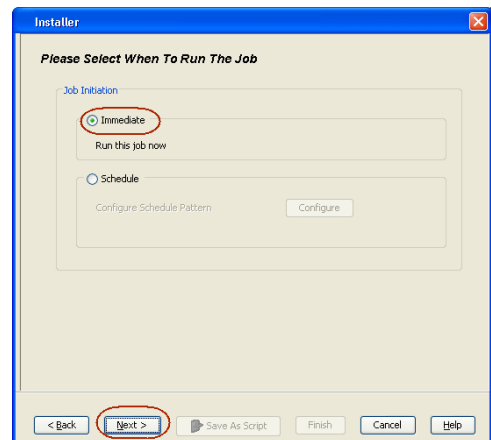 Installer
Please Select When To Run The Job
Job Initiation
Immediate
Run this job now
Schedule
Configure Schedule Pattern Configure
< Back Next > Save As Script Finish Cancel Help